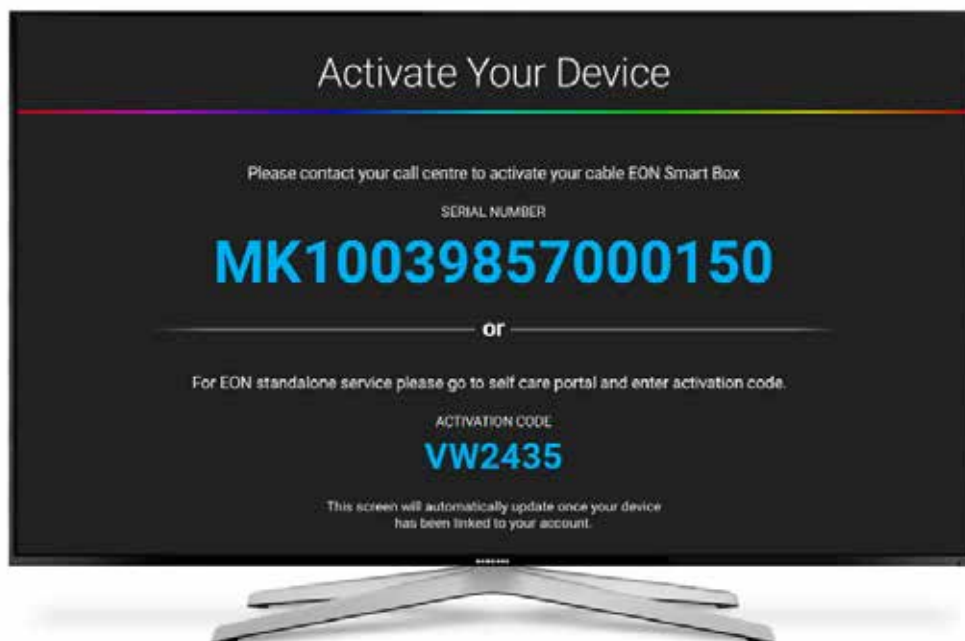 Activate Your Device
Please contact your call centre to activate your cable EON Smart Box
SERIAL NUMBER
MK10039857000150
or
For EON standalone service please go to self care portal and enter activation code.
ACTIVATION CODE
VW2435
This screen will automatically update once your device
has been linked to your account.
SAMSUNG